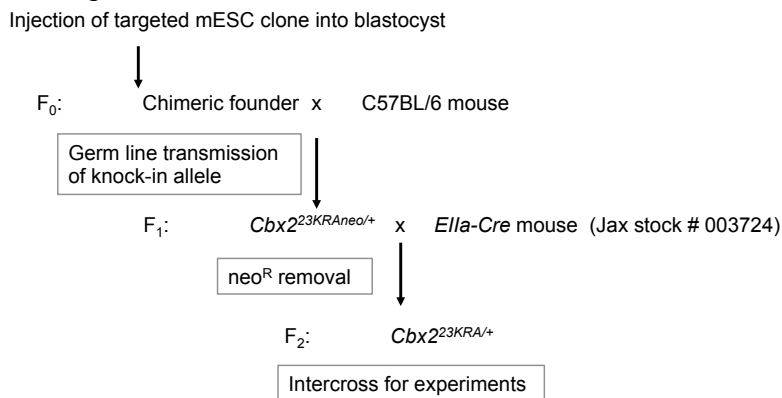 Injection of targeted mESC clone into blastocyst
F₀: Chimeric founder x C57BL/6 mouse
Germ line transmission
of knock-in allele
F₁: Cbx2²³ᴷᴿᴬⁿᵉᵒ/⁺ x EIIa-Cre mouse (Jax stock # 003724)
neoᴿ removal
F₂: Cbx2²³ᴷᴿᴬ/⁺
Intercross for experiments